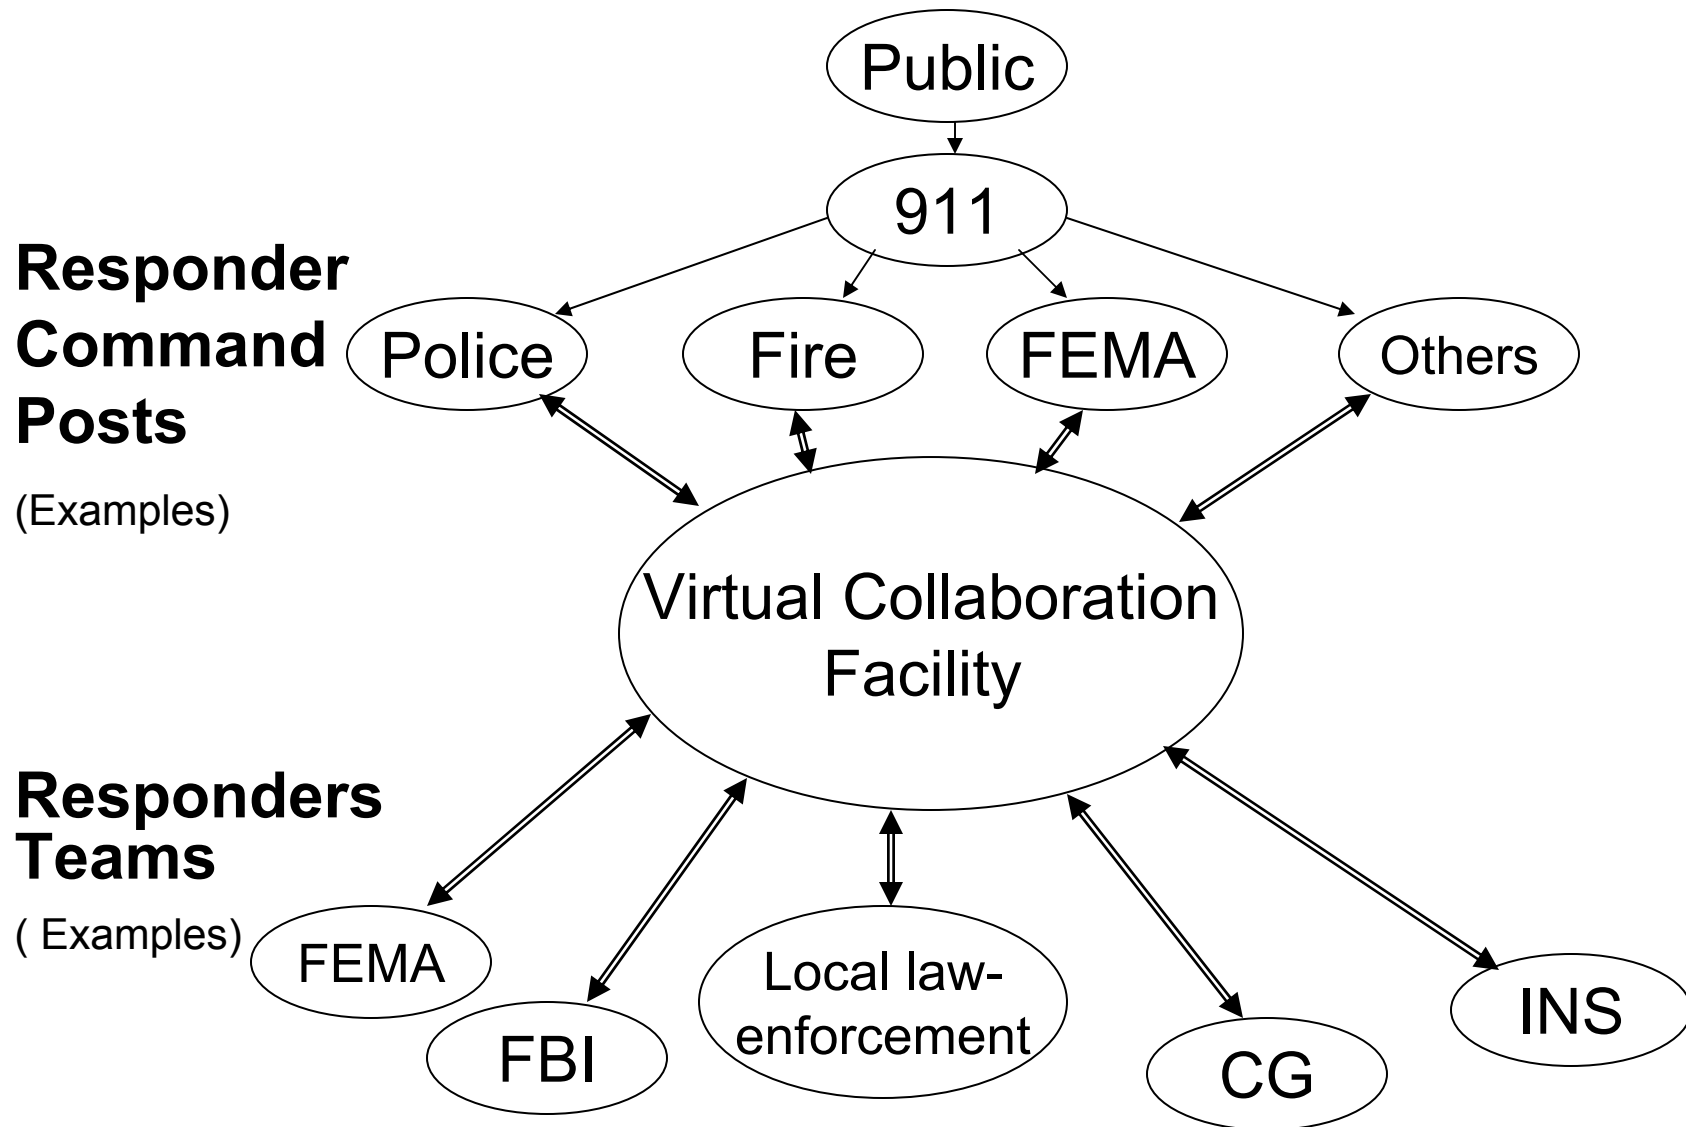 Public
911
Responder
Command
Posts
(Examples)
Police
Fire
FEMA
Others
Virtual Collaboration
Facility
Responders
Teams
( Examples)
FEMA
FBI
Local law-
enforcement
CG
INS